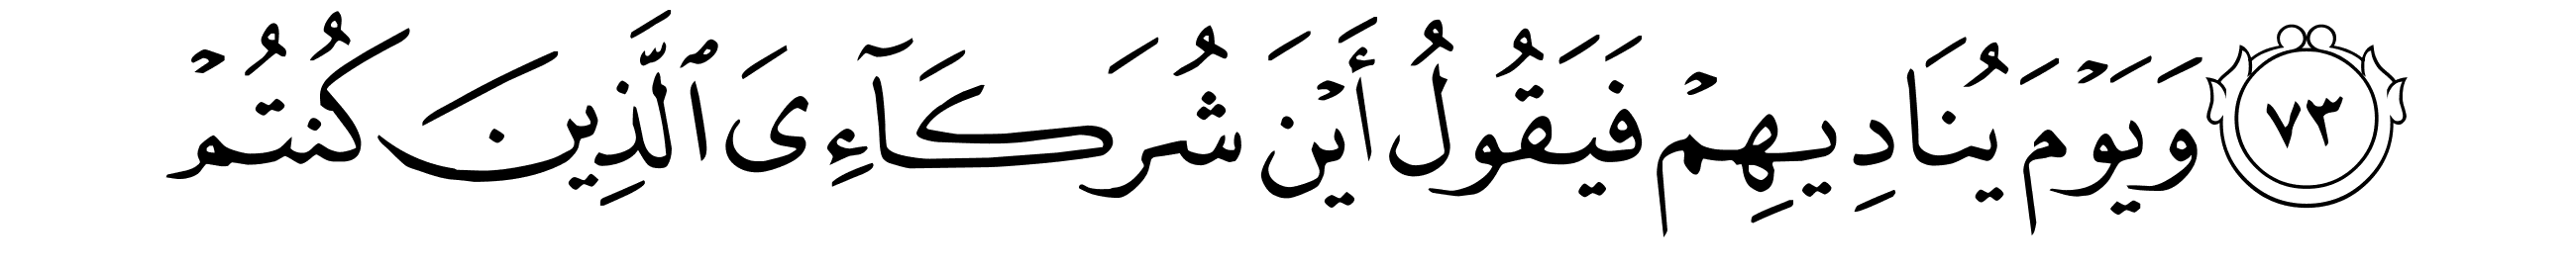 ٧٣ وَيَوْمَ يُنَادِيهِمْ فَيَقُولُ أَيْنَ شُرَكَآءِىَ ٱلَّذِينَ كُنتُمْ